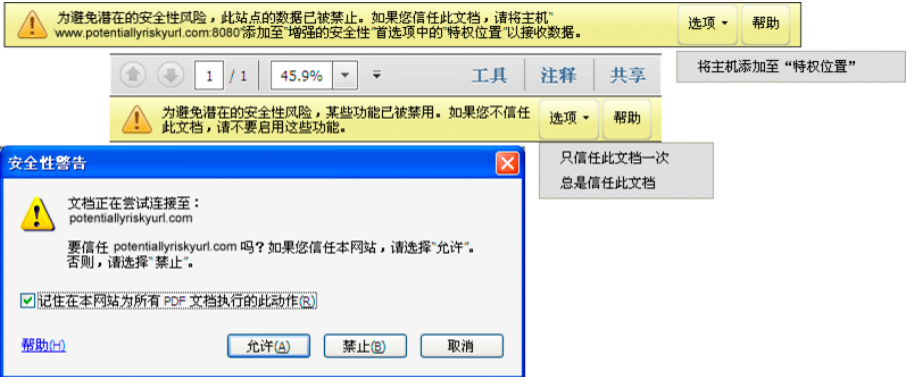 为避免潜在的安全性风险，此站点的数据已被禁止。如果您信任此文档，请将主机“
www.potentiallyriskyurl.com:8080”添加至“增强的安全性”首选项中的“特权位置”以接收数据。
选项
帮助
将主机添加至“特权位置”
1 / 1
45.9%
工具
注释
共享
为避免潜在的安全性风险，某些功能已被禁用。如果您不信任
此文档，请不要启用这些功能。
选项
帮助
只信任此文档一次
总是信任此文档
安全性警告
文档正在尝试连接至：
potentiallyriskyurl.com
要信任 potentiallyriskyurl.com 吗？如果您信任本网站，请选择“允许”。
否则，请选择“禁止”。
记住在本网站为所有 PDF 文档执行的此动作(R)
帮助(H)
允许(A)
禁止(B)
取消